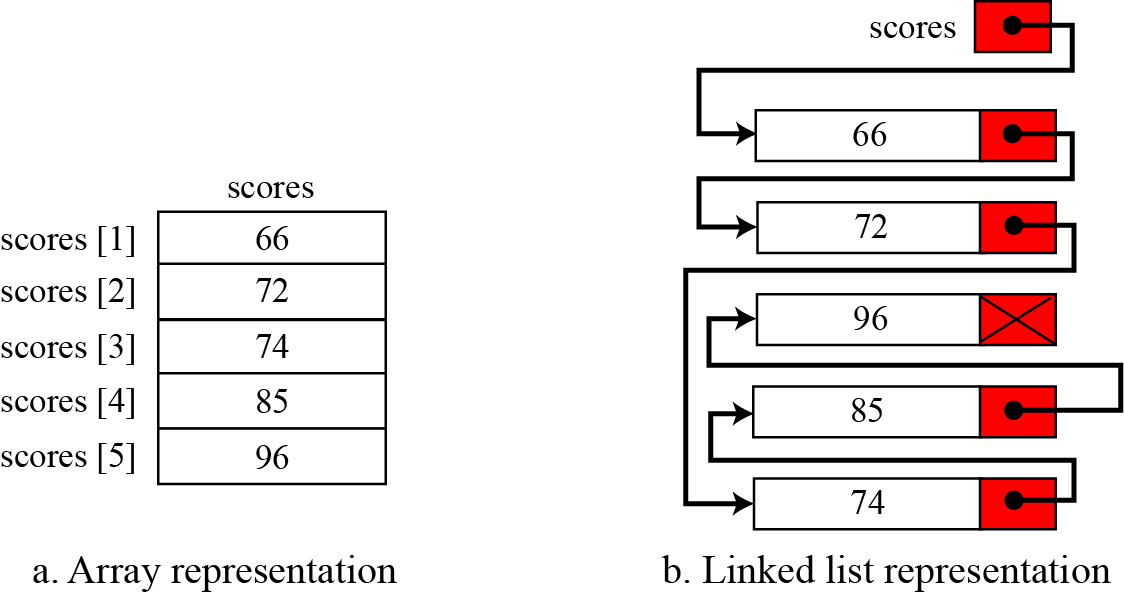 scores
scores [1] 66
scores [2] 72
scores [3] 74
scores [4] 85
scores [5] 96
a. Array representation
scores
66
72
96
85
74
b. Linked list representation